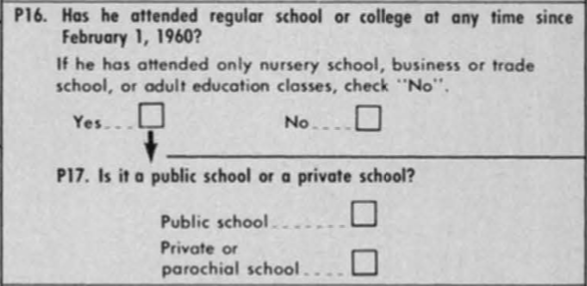 P16. Has he attended regular school or college at any time since
February 1, 1960?
If he has attended only nursery school, business or trade
school, or adult education classes, check "No".
Yes.... No.....
P17. Is it a public school or a private school?
Public school........
Private or
parochial school....